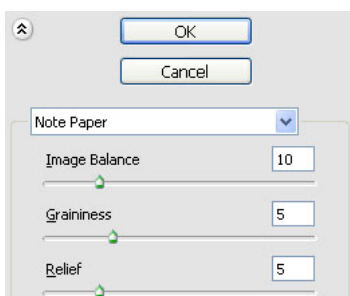 OK
Cancel
Note Paper
Image Balance 10
Graininess 5
Relief 5